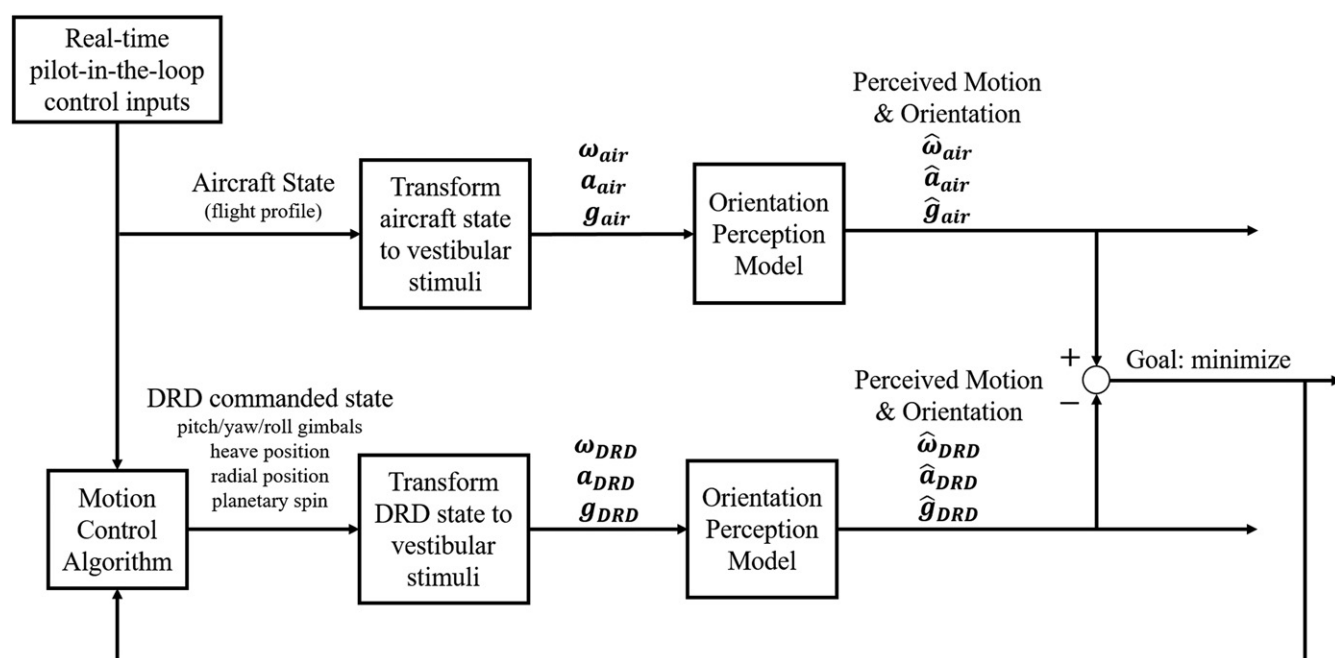 Real-time
pilot-in-the-loop
control inputs
Aircraft State
(flight profile)
Transform
aircraft state
to vestibular
stimuli
ω_air
a_air
g_air
Orientation
Perception
Model
Perceived Motion
& Orientation
ω̂_air
â_air
ĝ_air
+
−
Goal: minimize
Motion
Control
Algorithm
DRD commanded state
pitch/yaw/roll gimbals
heave position
radial position
planetary spin
Transform
DRD state to
vestibular
stimuli
ω_DRD
a_DRD
g_DRD
Orientation
Perception
Model
Perceived Motion
& Orientation
ω̂_DRD
â_DRD
ĝ_DRD